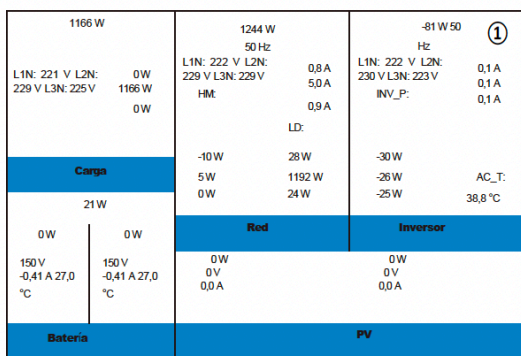 1166 W
L1N: 221 V L2N: 0 W
229 V L3N: 225 V 1166 W
0 W
Carga
1244 W
50 Hz
L1N: 222 V L2N: 0,8 A
229 V L3N: 229 V 5,0 A
HM: 0,9 A
LD:
-10 W 28 W
5 W 1192 W
0 W 24 W
Red
-81 W 50
Hz
1
L1N: 222 V L2N: 0,1 A
230 V L3N: 223 V 0,1 A
INV_P: 0,1 A
-30 W
-26 W AC_T:
-25 W 38,8 °C
Inversor
21 W
0 W 0 W
150 V 150 V
-0,41 A 27,0 -0,41 A 27,0
°C °C
Batería
0 W 0 W
0 V 0 V
0,0 A 0,0 A
PV